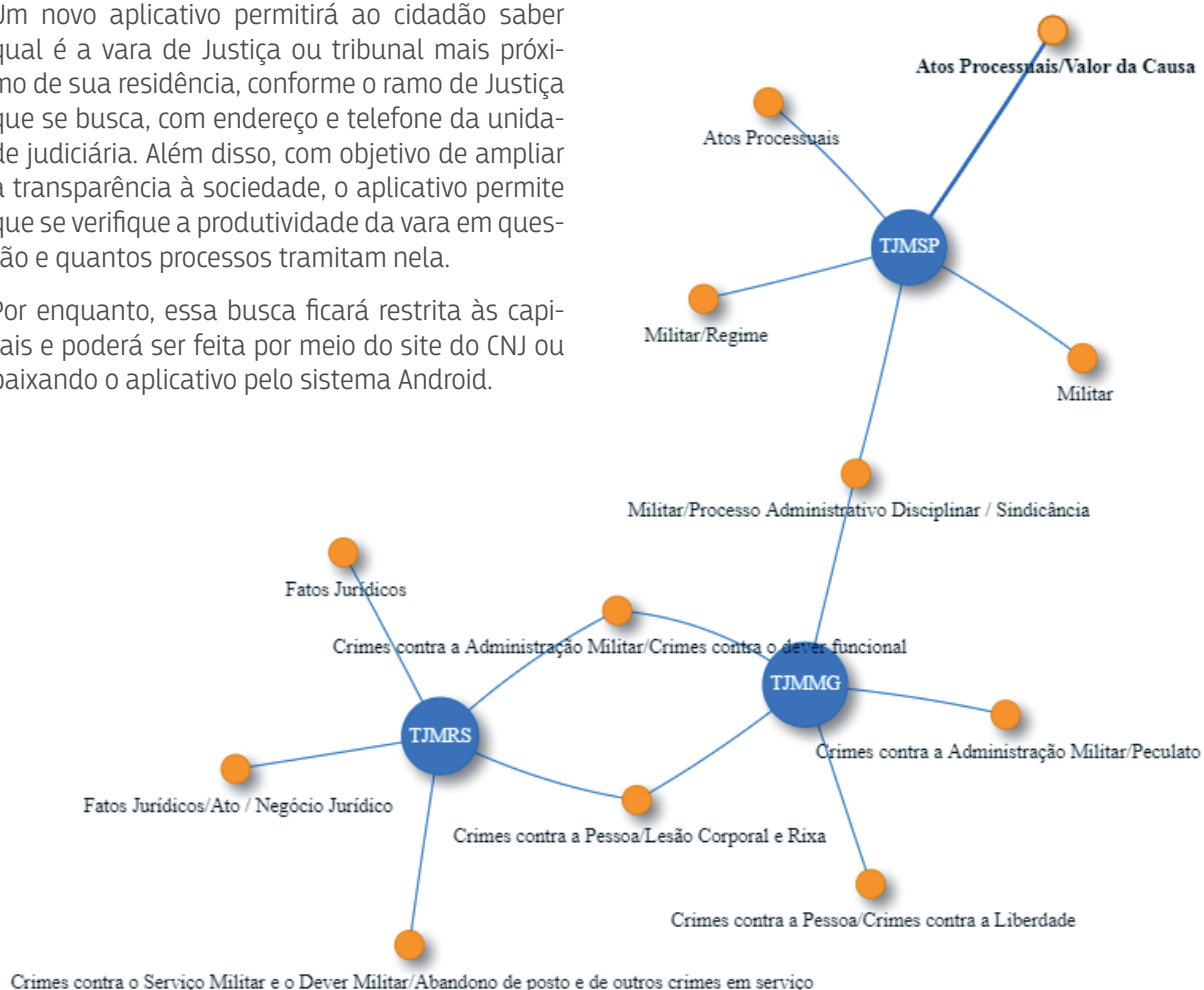 Um novo aplicativo permitirá ao cidadão saber
qual é a vara de Justiça ou tribunal mais próxi-
mo de sua residência, conforme o ramo de Justiça
que se busca, com endereço e telefone da unida-
de judiciária. Além disso, com objetivo de ampliar
a transparência à sociedade, o aplicativo permite
que se verifique a produtividade da vara em ques-
ão e quantos processos tramitam nela.
Por enquanto, essa busca ficará restrita às capi-
ais e poderá ser feita por meio do site do CNJ ou
baixando o aplicativo pelo sistema Android.
Atos Processuais/Valor da Causa
Atos Processuais
TJMSP
Militar/Regime
Militar
Militar/Processo Administrativo Disciplinar / Sindicância
Fatos Jurídicos
Crimes contra a Administração Militar/Crimes contra o dever funcional
TJMMG
TJMRS
Crimes contra a Administração Militar/Peculato
Fatos Jurídicos/Ato / Negócio Jurídico
Crimes contra a Pessoa/Lesão Corporal e Rixa
Crimes contra a Pessoa/Crimes contra a Liberdade
Crimes contra o Serviço Militar e o Dever Militar/Abandono de posto e de outros crimes em serviço